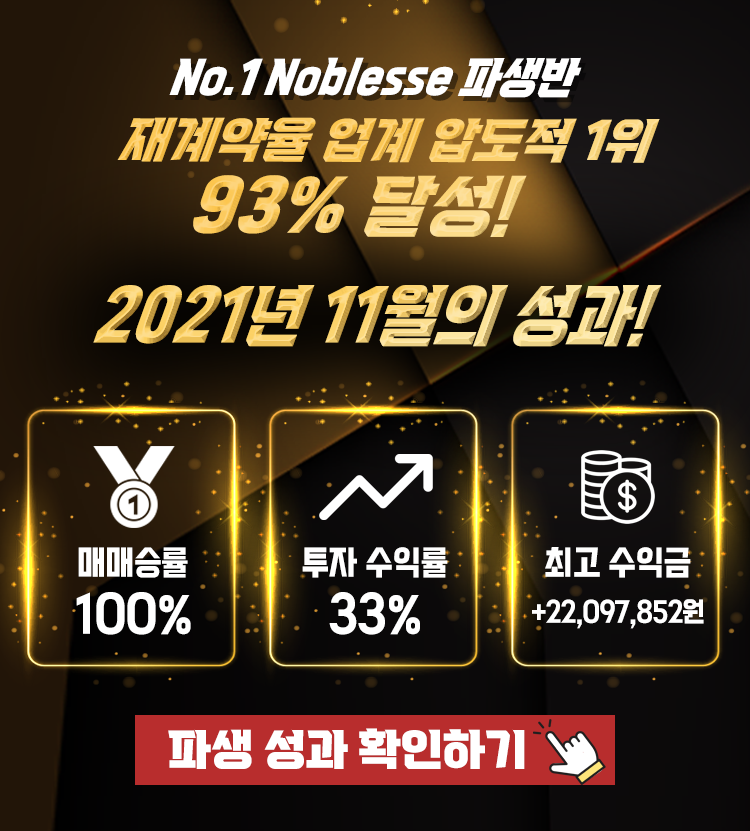 No.1 Noblesse 파생반
재계약율 업계 압도적 1위
93% 달성!
2021년 11월의 성과!
1
매매승률
100%
투자 수익률
33%
$
최고 수익금
+22,097,852원
파생 성과 확인하기